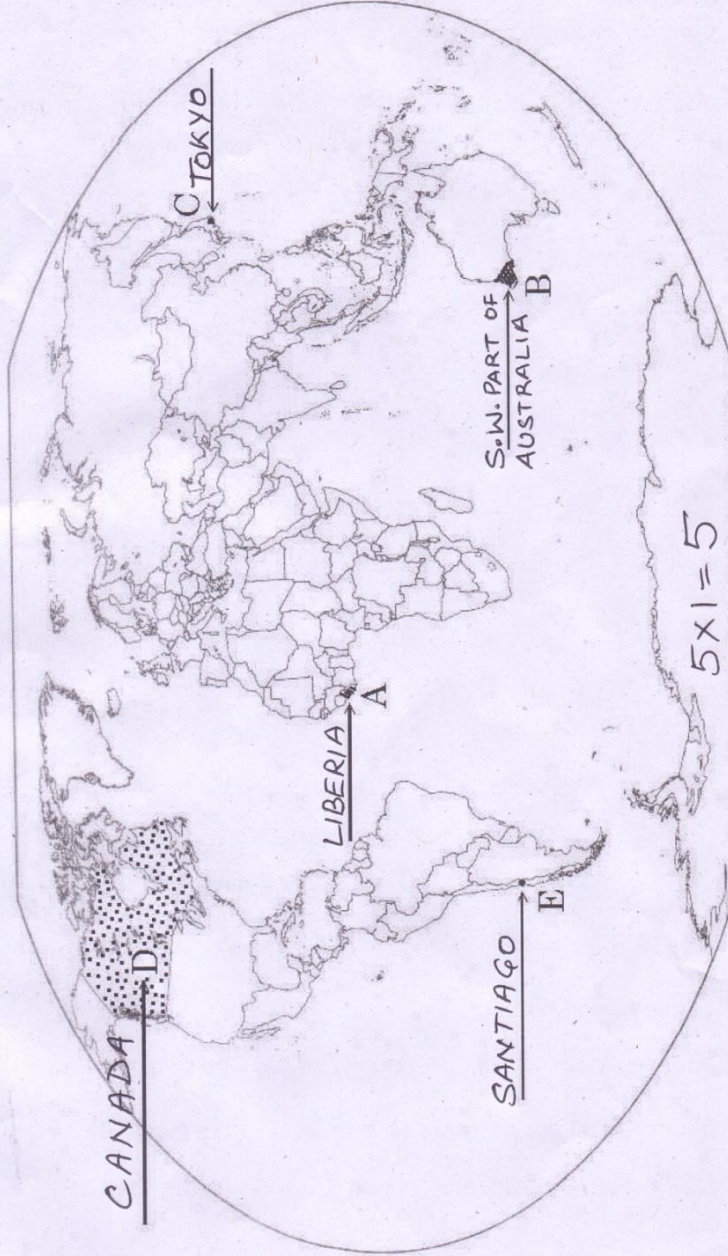 CANADA
D
C
TOKYO
LIBERIA
A
S.W. PART OF
AUSTRALIA
B
SANTIAGO
E
5×1=5